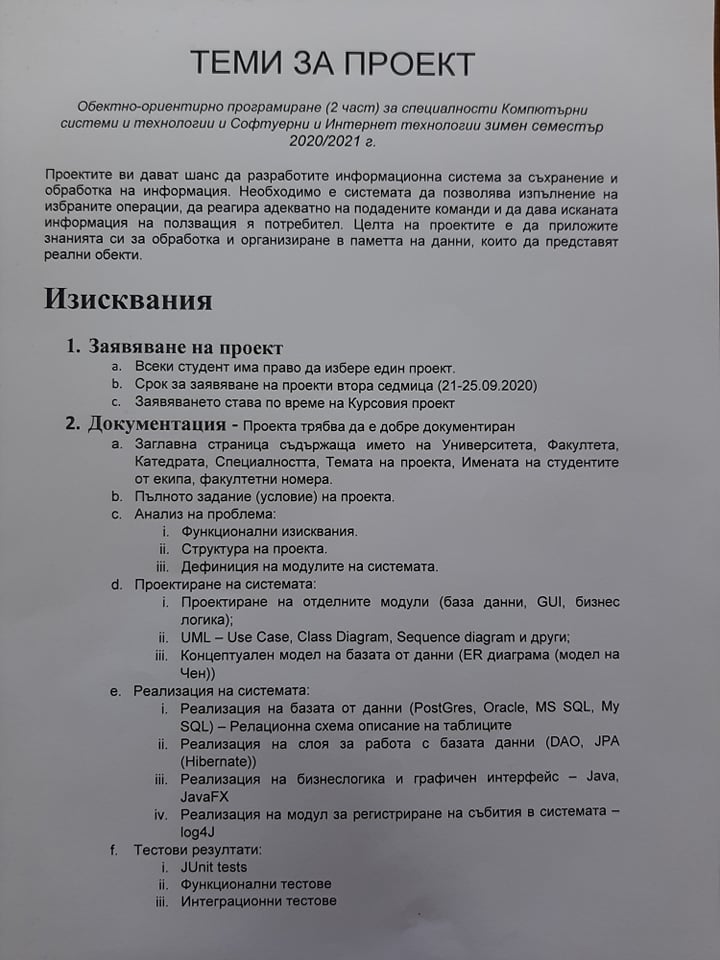 ТЕМИ ЗА ПРОЕКТ
Обектно-ориентирно програмиране (2 част) за специалности Компютърни
системи и технологии и Софтуерни и Интернет технологии зимен семестър
2020/2021 г.
Проектите ви дават шанс да разработите информационна система за съхранение и
обработка на информация. Необходимо е системата да позволява изпълнение на
избраните операции, да реагира адекватно на подадените команди и да дава исканата
информация на ползващия я потребител. Целта на проектите е да приложите
знанията си за обработка и организиране в паметта на данни, които да представят
реални обекти.
Изисквания
1. Заявяване на проект
a. Всеки студент има право да избере един проект.
b. Срок за заявяване на проекти втора седмица (21-25.09.2020)
c. Заявяването става по време на Курсовия проект
2. Документация - Проекта трябва да е добре документиран
a. Заглавна страница съдържаща името на Университета, Факултета,
Катедрата, Специалността, Темата на проекта, Имената на студентите
от екипа, факултетни номера.
b. Пълното задание (условие) на проекта.
c. Анализ на проблема:
i. Функционални изисквания.
ii. Структура на проекта.
iii. Дефиниция на модулите на системата.
d. Проектиране на системата:
i. Проектиране на отделните модули (база данни, GUI, бизнес
логика);
ii. UML – Use Case, Class Diagram, Sequence diagram и други;
iii. Концептуален модел на базата от данни (ER диаграма (модел на
Чен))
e. Реализация на системата:
i. Реализация на базата от данни (PostGres, Oracle, MS SQL, My
SQL) – Релационна схема описание на таблиците
ii. Реализация на слоя за работа с базата данни (DAO, JPA
(Hibernate))
iii. Реализация на бизнеслогика и графичен интерфейс – Java,
JavaFX
iv. Реализация на модул за регистриране на събития в системата –
log4J
f. Тестови резултати:
i. JUnit tests
ii. Функционални тестове
iii. Интеграционни тестове